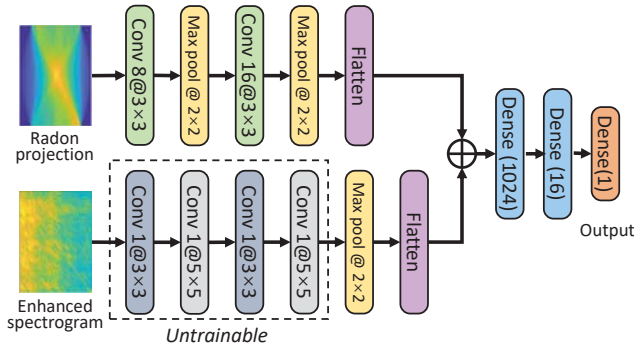 Radon
projection
Conv 8@3×3
Max pool @ 2×2
Conv 16@3×3
Max pool @ 2×2
Flatten
Dense (1024)
Dense (16)
Dense(1)
Output
Enhanced
spectrogram
Conv 1@3×3
Conv 1@5×5
Conv 1@3×3
Conv 1@5×5
Max pool @ 2×2
Flatten
Untrainable